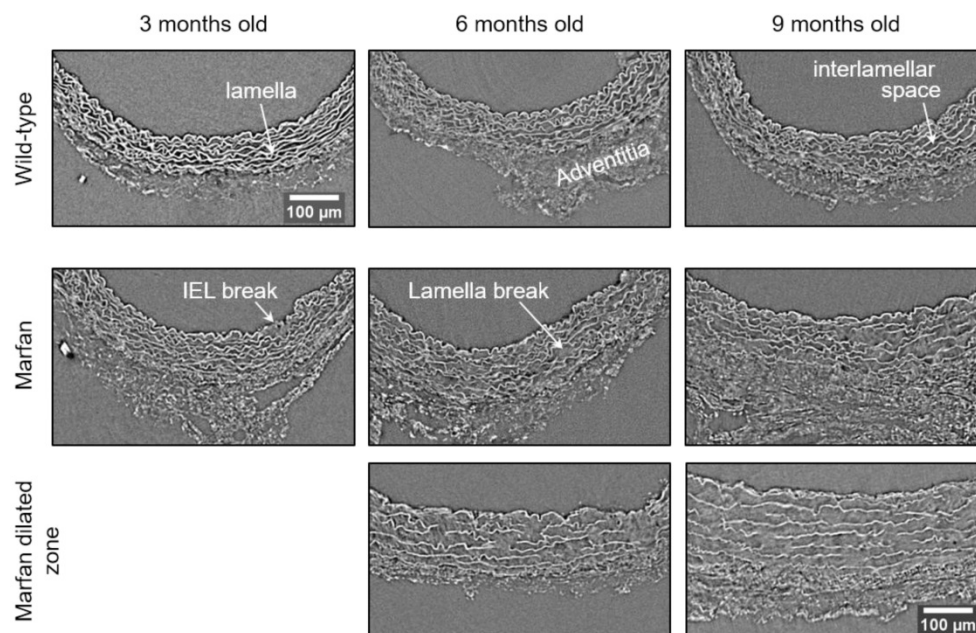 3 months old
6 months old
9 months old
Wild-type
lamella
100 µm
Adventitia
interlamellar
space
Marfan
IEL break
Lamella break
Marfan dilated
zone
100 µm